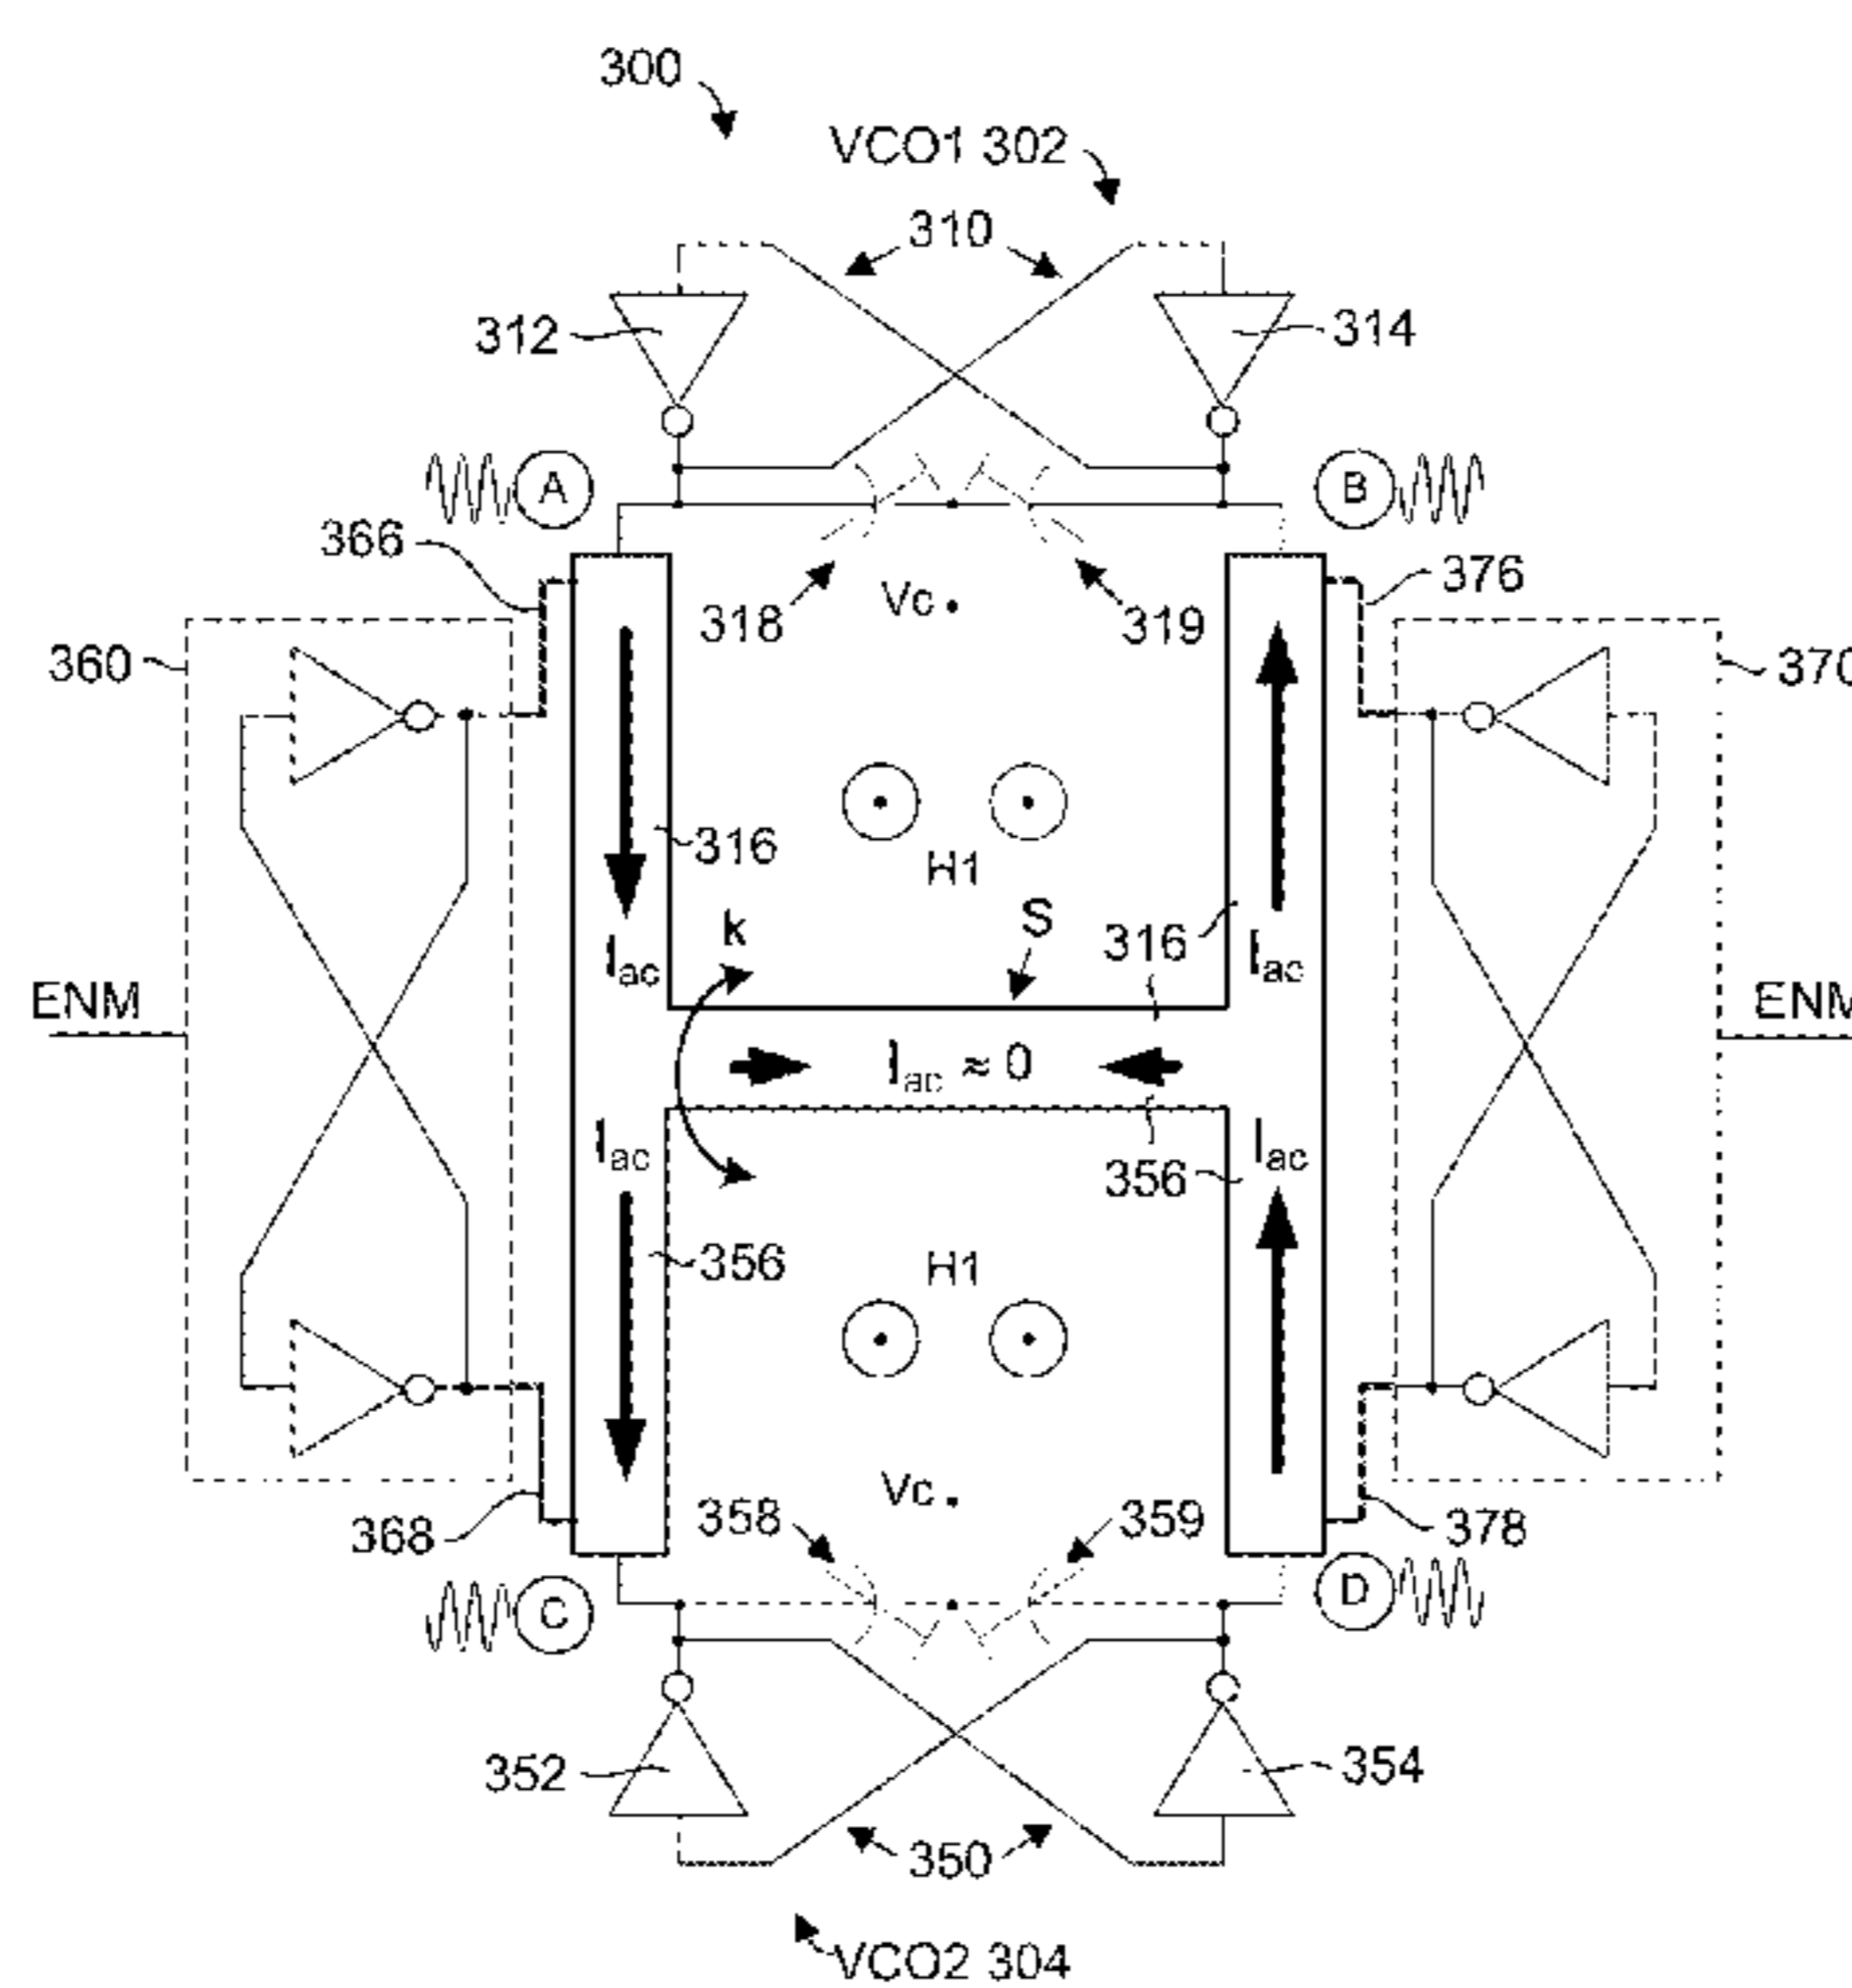 300
VCO1 302
310
312
314
A
B
366
376
318
Vc
319
360
370
316
H1
k
S
316
Iac
Iac
ENM
ENM
Iac ≈ 0
Iac
Iac
356
356
H1
Vc
358
359
368
378
C
D
352
354
350
VCO2 304